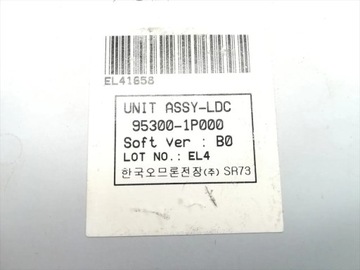 EL41658
UNIT ASSY-LDC
95300-1P000
Soft ver : B0
LOT NO.: EL4
한국오므론전장(주) SR73